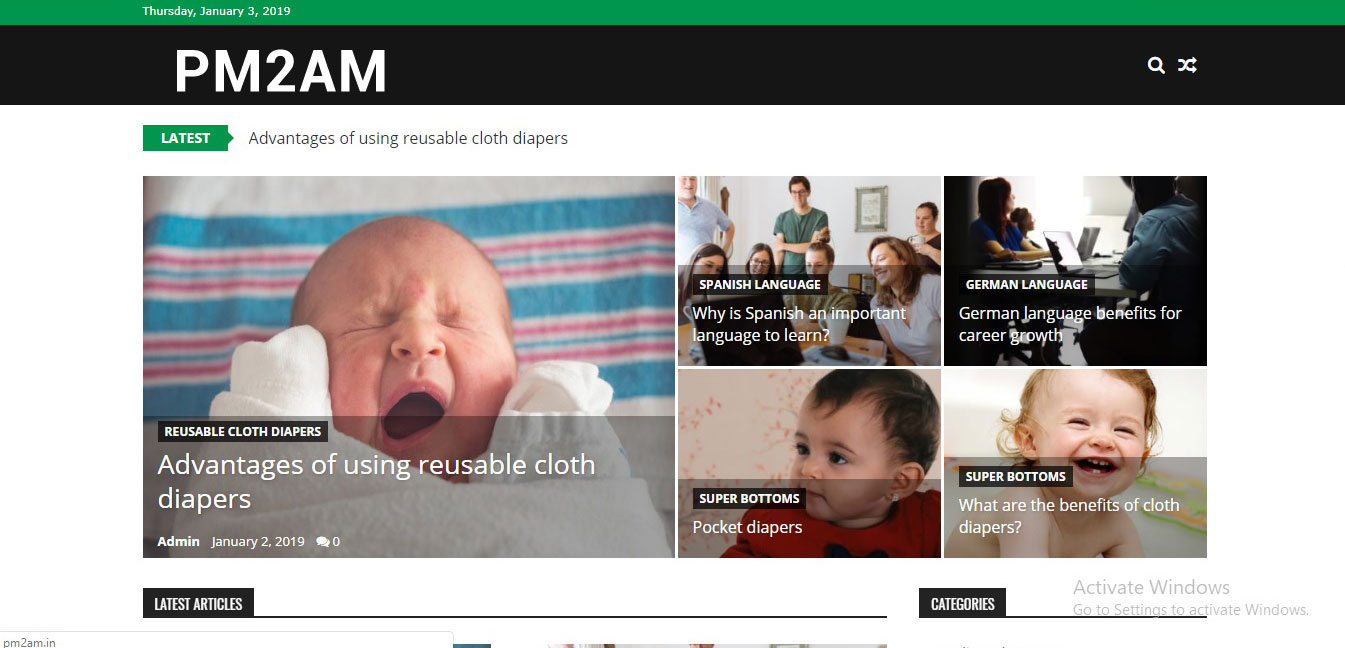 Thursday, January 3, 2019
PM2AM
LATEST
Advantages of using reusable cloth diapers
REUSABLE CLOTH DIAPERS
Advantages of using reusable cloth
diapers
Admin January 2, 2019 0
SPANISH LANGUAGE
Why is Spanish an important
language to learn?
GERMAN LANGUAGE
German language benefits for
career growth
SUPER BOTTOMS
Pocket diapers
SUPER BOTTOMS
What are the benefits of cloth
diapers?
LATEST ARTICLES
CATEGORIES
Activate Windows
Go to Settings to activate Windows.
pm2am.in